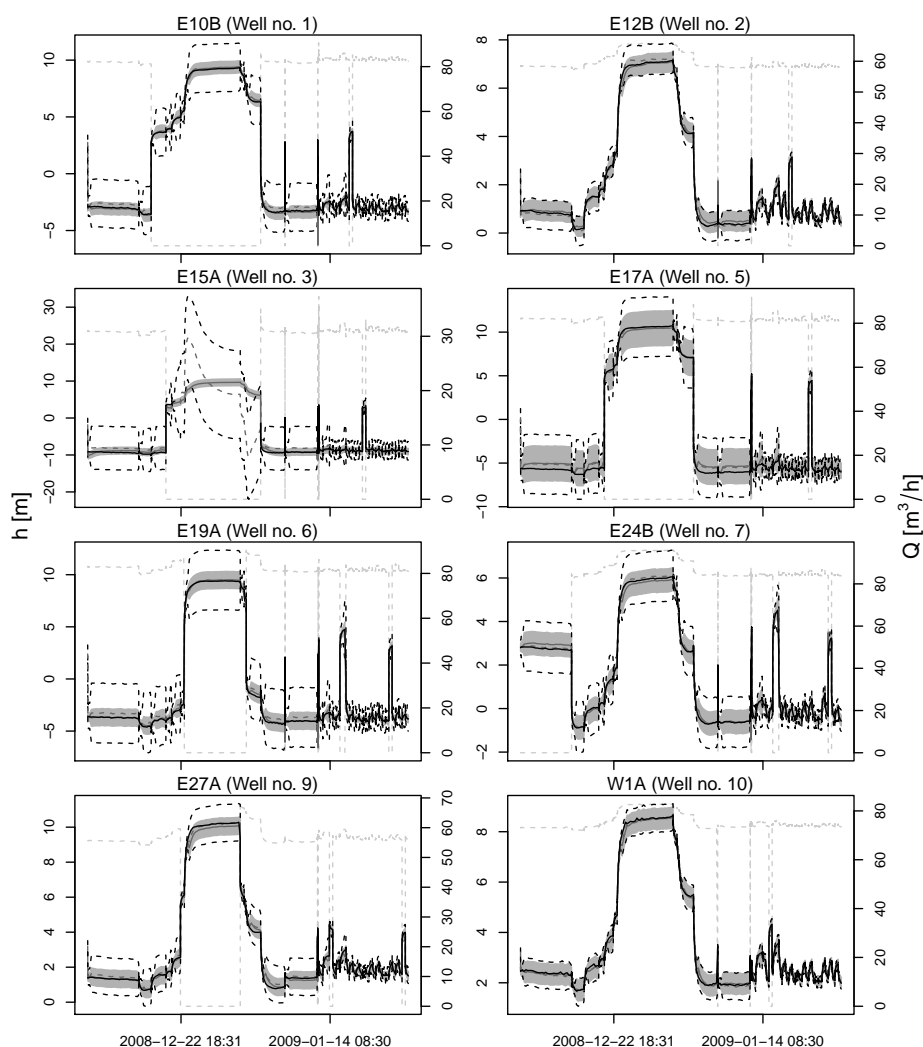 E10B (Well no. 1)
E12B (Well no. 2)
−5 0 5 10
0 20 40 60 80
0 2 4 6 8
0 10 20 30 40 50 60
E15A (Well no. 3)
E17A (Well no. 5)
−20 −10 0 10 20 30
0 10 20 30
−10 −5 0 5 10
0 20 40 60 80
E19A (Well no. 6)
E24B (Well no. 7)
−5 0 5 10
0 20 40 60 80
−2 0 2 4 6
0 20 40 60 80
E27A (Well no. 9)
W1A (Well no. 10)
0 2 4 6 8 10
0 10 20 30 40 50 60 70
2 4 6 8
0 20 40 60 80
h [m]
Q [m³/h]
2008−12−22 18:31
2009−01−14 08:30
2008−12−22 18:31
2009−01−14 08:30